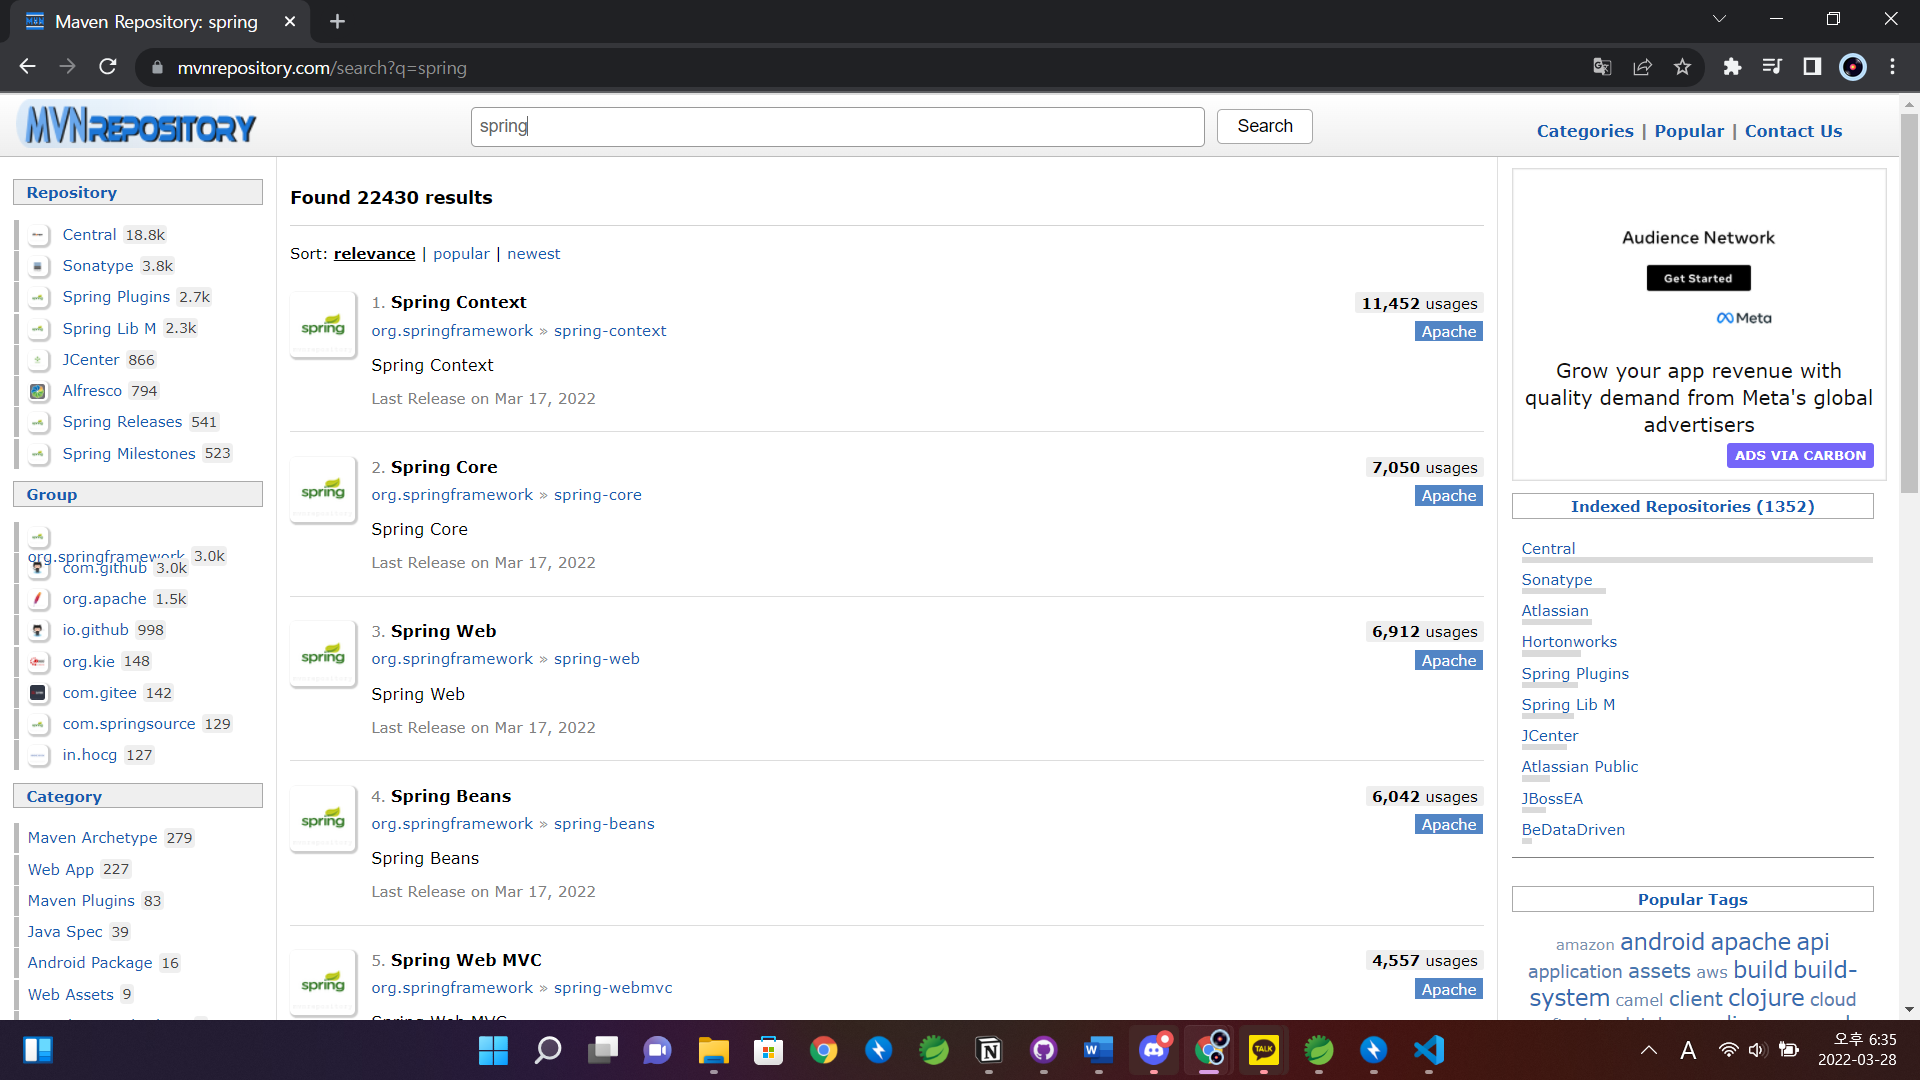 Maven Repository: spring
mvnrepository.com/search?q=spring
MVNREPOSITORY
spring
Search
Categories | Popular | Contact Us
Repository
Central 18.8k
Sonatype 3.8k
Spring Plugins 2.7k
Spring Lib M 2.3k
JCenter 866
Alfresco 794
Spring Releases 541
Spring Milestones 523
Group
org.springframework 3.0k
com.github 3.0k
org.apache 1.5k
io.github 998
org.kie 148
com.gitee 142
com.springsource 129
in.hocg 127
Category
Maven Archetype 279
Web App 227
Maven Plugins 83
Java Spec 39
Android Package 16
Web Assets 9
Found 22430 results
Sort: relevance | popular | newest
spring
1. Spring Context
11,452 usages
org.springframework » spring-context
Apache
Spring Context
Last Release on Mar 17, 2022
spring
2. Spring Core
7,050 usages
org.springframework » spring-core
Apache
Spring Core
Last Release on Mar 17, 2022
spring
3. Spring Web
6,912 usages
org.springframework » spring-web
Apache
Spring Web
Last Release on Mar 17, 2022
spring
4. Spring Beans
6,042 usages
org.springframework » spring-beans
Apache
Spring Beans
Last Release on Mar 17, 2022
spring
5. Spring Web MVC
4,557 usages
org.springframework » spring-webmvc
Apache
Spring Web MVC
Audience Network
Get Started
Meta
Grow your app revenue with
quality demand from Meta's global
advertisers
ADS VIA CARBON
Indexed Repositories (1352)
Central
Sonatype
Atlassian
Hortonworks
Spring Plugins
Spring Lib M
JCenter
Atlassian Public
JBossEA
BeDataDriven
Popular Tags
amazon android apache api
application assets aws build build-
system camel client clojure cloud
TALK
A
오후 6:35
2022-03-28